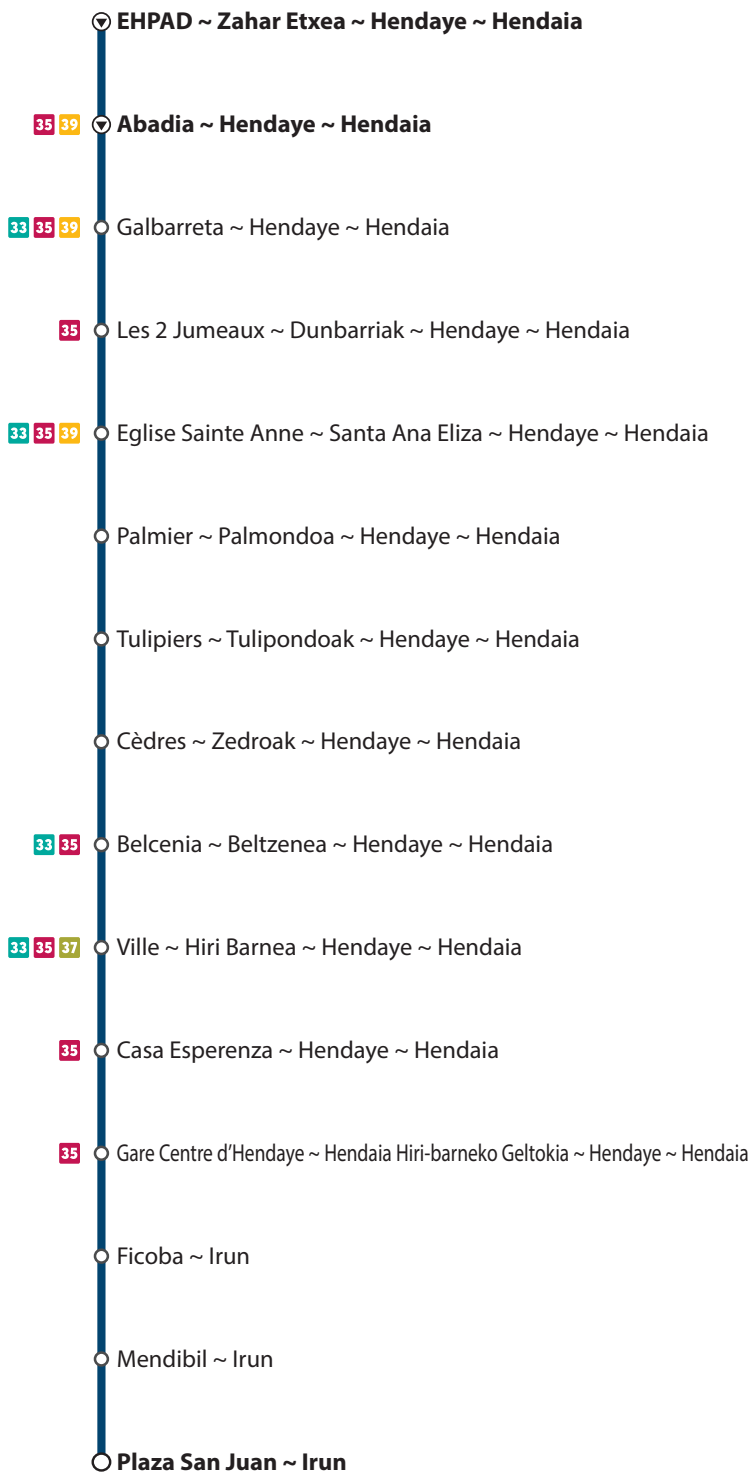 EHPAD ~ Zahar Etxea ~ Hendaye ~ Hendaia
35 39 Abadia ~ Hendaye ~ Hendaia
33 35 39 Galbarreta ~ Hendaye ~ Hendaia
35 Les 2 Jumeaux ~ Dunbarriak ~ Hendaye ~ Hendaia
33 35 39 Eglise Sainte Anne ~ Santa Ana Eliza ~ Hendaye ~ Hendaia
Palmier ~ Palmondoa ~ Hendaye ~ Hendaia
Tulipiers ~ Tulipondoak ~ Hendaye ~ Hendaia
Cèdres ~ Zedroak ~ Hendaye ~ Hendaia
33 35 Belcenia ~ Beltzenea ~ Hendaye ~ Hendaia
33 35 37 Ville ~ Hiri Barnea ~ Hendaye ~ Hendaia
35 Casa Esperenza ~ Hendaye ~ Hendaia
35 Gare Centre d'Hendaye ~ Hendaia Hiri-barneko Geltokia ~ Hendaye ~ Hendaia
Ficoba ~ Irun
Mendibil ~ Irun
Plaza San Juan ~ Irun